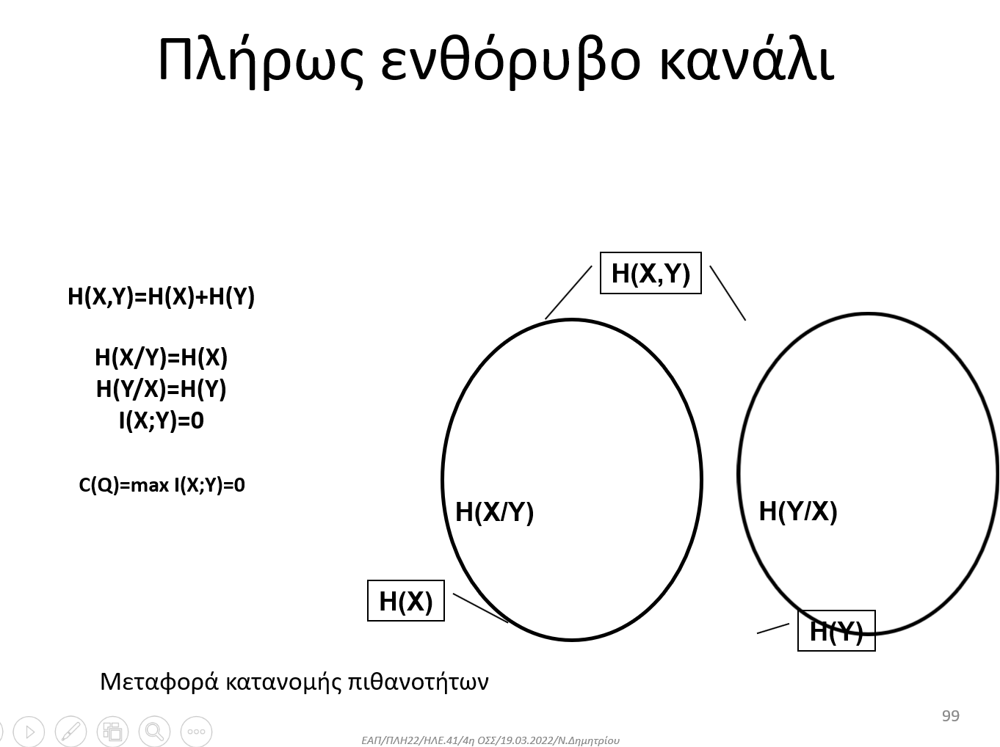 Πλήρως ενθόρυβο κανάλι
H(X,Y)
H(X,Y)=H(X)+H(Y)
H(X/Y)=H(X)
H(Y/X)=H(Y)
I(X;Y)=0
C(Q)=max I(X;Y)=0
H(X/Y)
H(Y/X)
H(X)
H(Y)
Μεταφορά κατανομής πιθανοτήτων
99
ΕΑΠ/ΠΛΗ22/ΗΛΕ.41/4η ΟΣΣ/19.03.2022/Ν.Δημητρίου